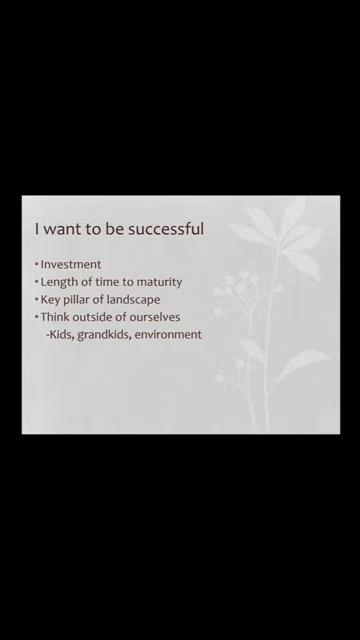 I want to be successful
• Investment
• Length of time to maturity
• Key pillar of landscape
• Think outside of ourselves
-Kids, grandkids, environment